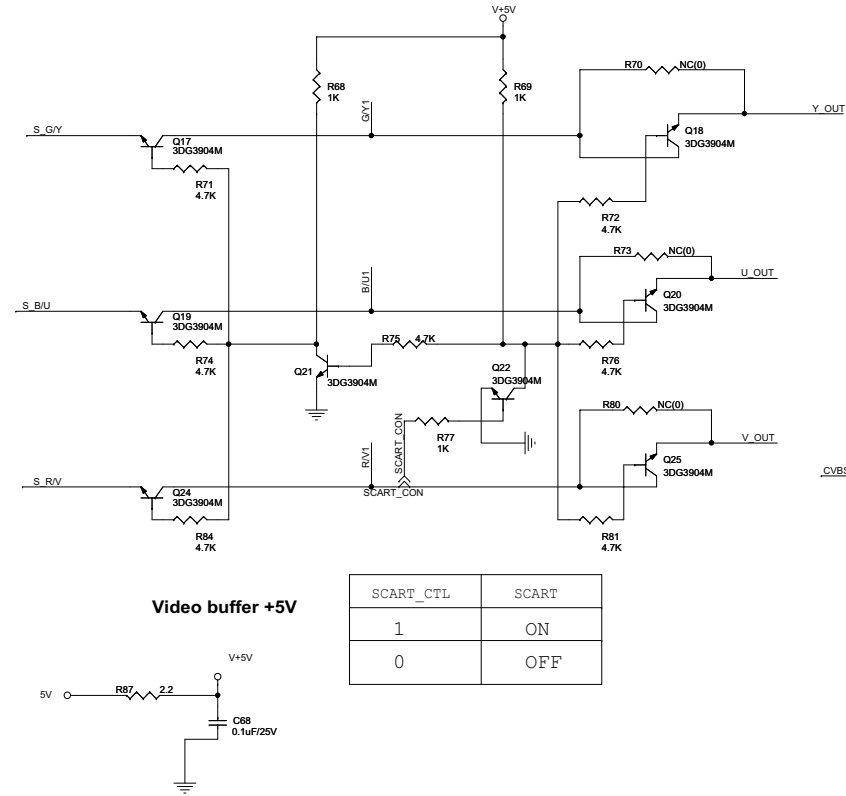 V+5V
R70 NC(0)
R68
1K
R69
1K
G/Y1
Y_OUT
S_G/Y
Q17
3DG3904M
Q18
3DG3904M
R71
4.7K
R72
4.7K
R73 NC(0)
B/U1
U_OUT
S_B/U
Q19
3DG3904M
Q20
3DG3904M
R75 4.7K
R74
4.7K
Q21
3DG3904M
Q22
3DG3904M
R76
4.7K
R80 NC(0)
SCART_CON
R77
1K
R/V1
V_OUT
S_R/V
Q24
3DG3904M
SCART_CON
Q25
3DG3904M
CVBS
R84
4.7K
R81
4.7K
Video buffer +5V
SCART_CTL SCART
1 ON
0 OFF
V+5V
5V R87 2.2
C68
0.1uF/25V